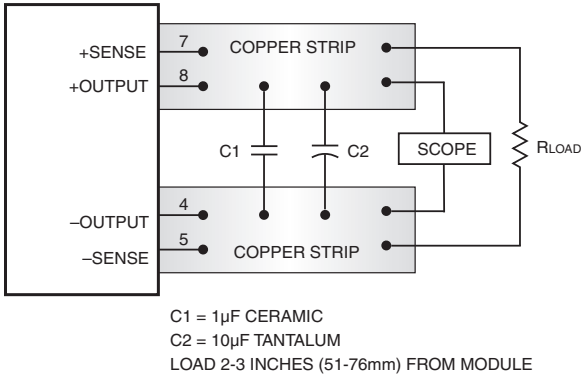 +SENSE
7
COPPER STRIP
+OUTPUT
8
C1
C2
SCOPE
RLOAD
–OUTPUT
4
–SENSE
5
COPPER STRIP
C1 = 1µF CERAMIC
C2 = 10µF TANTALUM
LOAD 2-3 INCHES (51-76mm) FROM MODULE